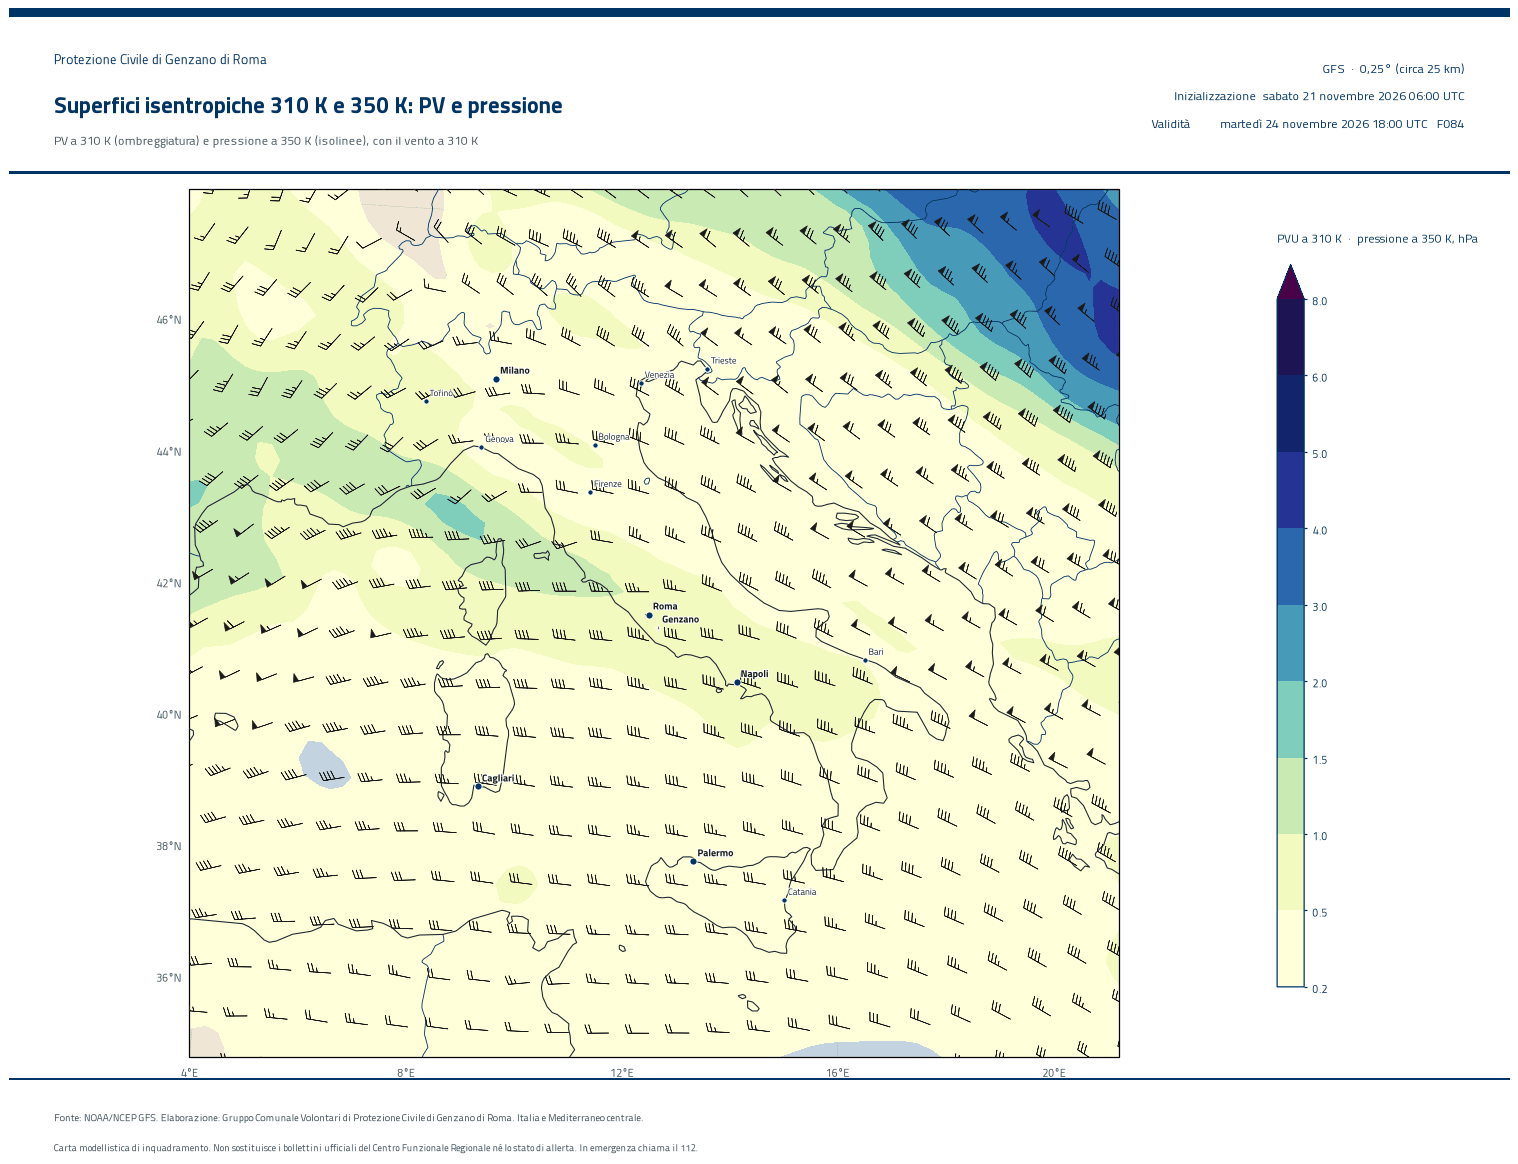 Protezione Civile di Genzano di Roma
Superfici isentropiche 310 K e 350 K: PV e pressione
PV a 310 K (ombreggiatura) e pressione a 350 K (isolinee), con il vento a 310 K
GFS · 0,25° (circa 25 km)
Inizializzazione sabato 21 novembre 2026 06:00 UTC
Validità martedì 24 novembre 2026 18:00 UTC F084
PVU a 310 K · pressione a 350 K, hPa
8.0
6.0
5.0
4.0
3.0
2.0
1.5
1.0
0.5
0.2
46°N
44°N
42°N
40°N
38°N
36°N
4°E
8°E
12°E
16°E
20°E
Trieste
Venezia
Milano
Torino
Genova
Bologna
Firenze
Roma
Genzano
Bari
Napoli
Cagliari
Palermo
Catania
Fonte: NOAA/NCEP GFS. Elaborazione: Gruppo Comunale Volontari di Protezione Civile di Genzano di Roma. Italia e Mediterraneo centrale.
Carta modellistica di inquadramento. Non sostituisce i bollettini ufficiali del Centro Funzionale Regionale né lo stato di allerta. In emergenza chiama il 112.